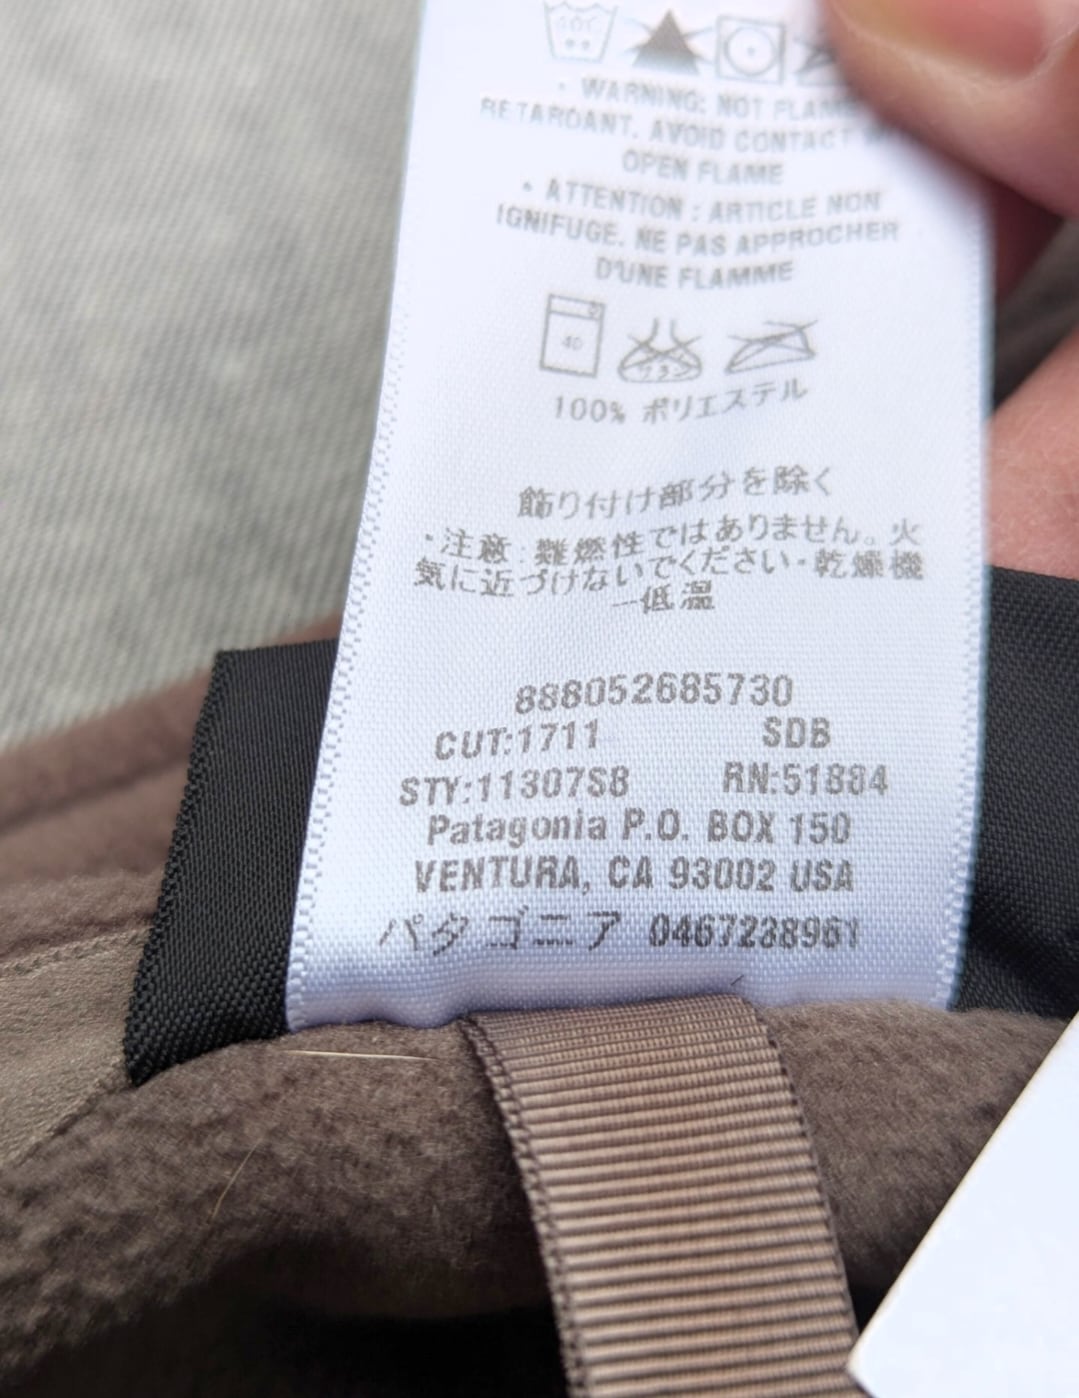 40C
• WARNING: NOT FLAME
RETARDANT. AVOID CONTACT
OPEN FLAME
• ATTENTION : ARTICLE NON
IGNIFUGE. NE PAS APPROCHER
D'UNE FLAMME
40
100% ポリエステル
飾り付け部分を除く
・注意:難燃性ではありません。火
気に近づけないでください・乾燥機
ー低温
888052685730
CUT:1711 SDB
STY:11307S8 RN:51884
Patagonia P.O. BOX 150
VENTURA, CA 93002 USA
パタゴニア 0467238961